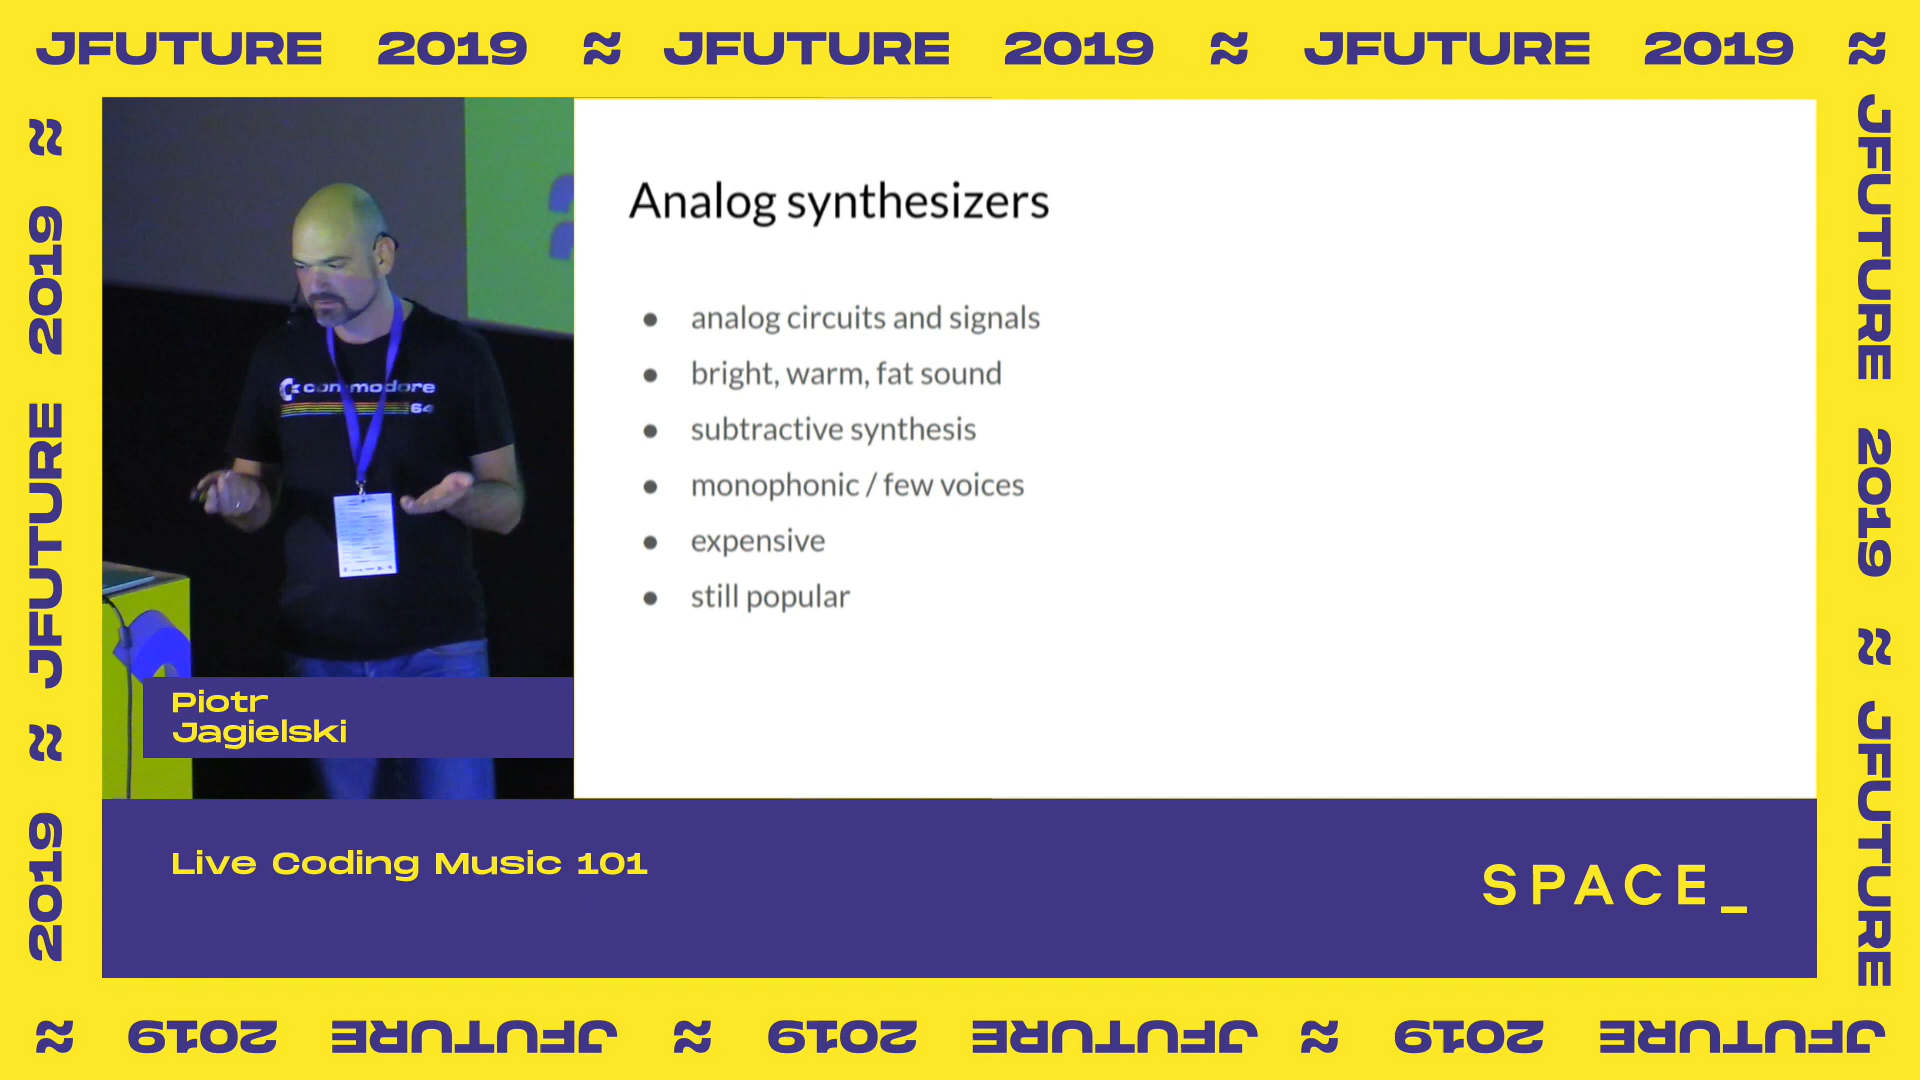 JFUTURE 2019 ≈ JFUTURE 2019 ≈ JFUTURE 2019 ≈
JFUTURE 2019 ≈ JFUTURE
JFUTURE 2019 ≈ JFUTURE 2019 ≈ JFUTURE 2019 ≈
2019 ≈ JFUTURE 2019 ≈
Analog synthesizers
● analog circuits and signals
● bright, warm, fat sound
● subtractive synthesis
● monophonic / few voices
● expensive
● still popular
commodore
64
Piotr
Jagielski
Live Coding Music 101
SPACE_